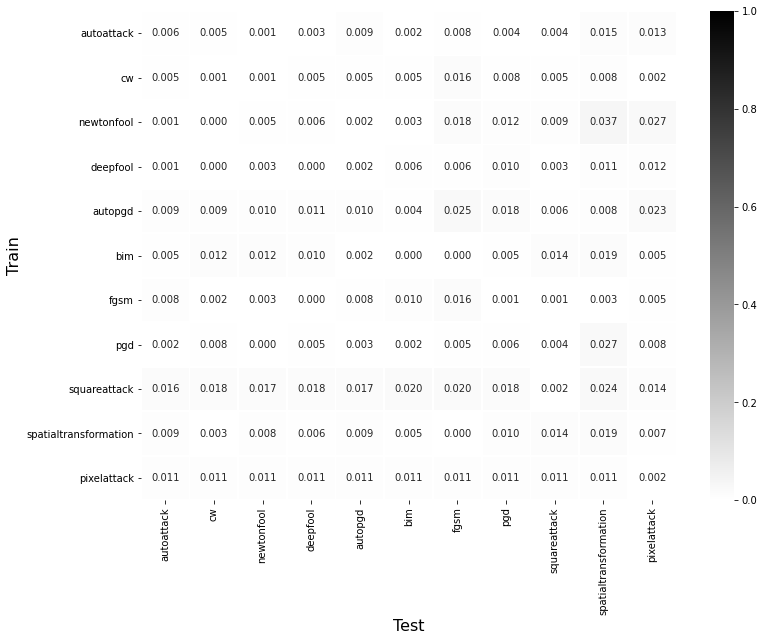 autoattack 0.006 0.005 0.001 0.003 0.009 0.002 0.008 0.004 0.004 0.015 0.013
cw 0.005 0.001 0.001 0.005 0.005 0.005 0.016 0.008 0.005 0.008 0.002
newtonfool 0.001 0.000 0.005 0.006 0.002 0.003 0.018 0.012 0.009 0.037 0.027
deepfool 0.001 0.000 0.003 0.000 0.002 0.006 0.006 0.010 0.003 0.011 0.012
autopgd 0.009 0.009 0.010 0.011 0.010 0.004 0.025 0.018 0.006 0.008 0.023
bim 0.005 0.012 0.012 0.010 0.002 0.000 0.000 0.005 0.014 0.019 0.005
fgsm 0.008 0.002 0.003 0.000 0.008 0.010 0.016 0.001 0.001 0.003 0.005
pgd 0.002 0.008 0.000 0.005 0.003 0.002 0.005 0.006 0.004 0.027 0.008
squareattack 0.016 0.018 0.017 0.018 0.017 0.020 0.020 0.018 0.002 0.024 0.014
spatialtransformation 0.009 0.003 0.008 0.006 0.009 0.005 0.000 0.010 0.014 0.019 0.007
pixelattack 0.011 0.011 0.011 0.011 0.011 0.011 0.011 0.011 0.011 0.011 0.002
autoattack cw newtonfool deepfool autopgd bim fgsm pgd squareattack spatialtransformation pixelattack
Train
Test
1.0
0.8
0.6
0.4
0.2
0.0